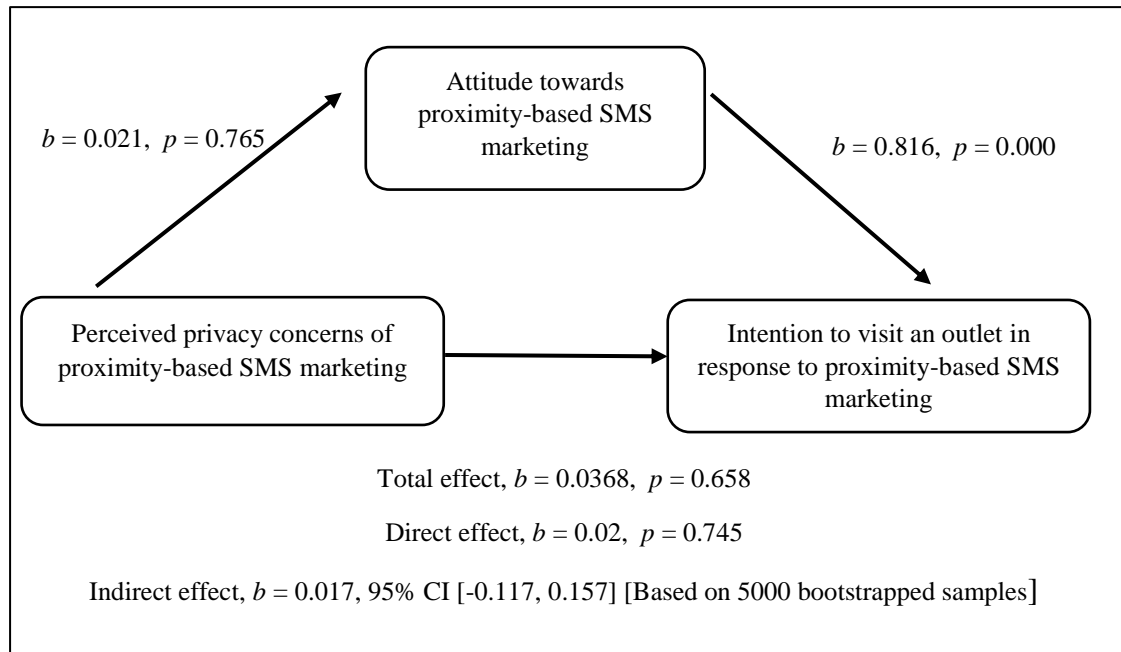 Attitude towards
proximity-based SMS
marketing
b = 0.021, p = 0.765
b = 0.816, p = 0.000
Perceived privacy concerns of
proximity-based SMS marketing
Intention to visit an outlet in
response to proximity-based SMS
marketing
Total effect, b = 0.0368, p = 0.658
Direct effect, b = 0.02, p = 0.745
Indirect effect, b = 0.017, 95% CI [-0.117, 0.157] [Based on 5000 bootstrapped samples]